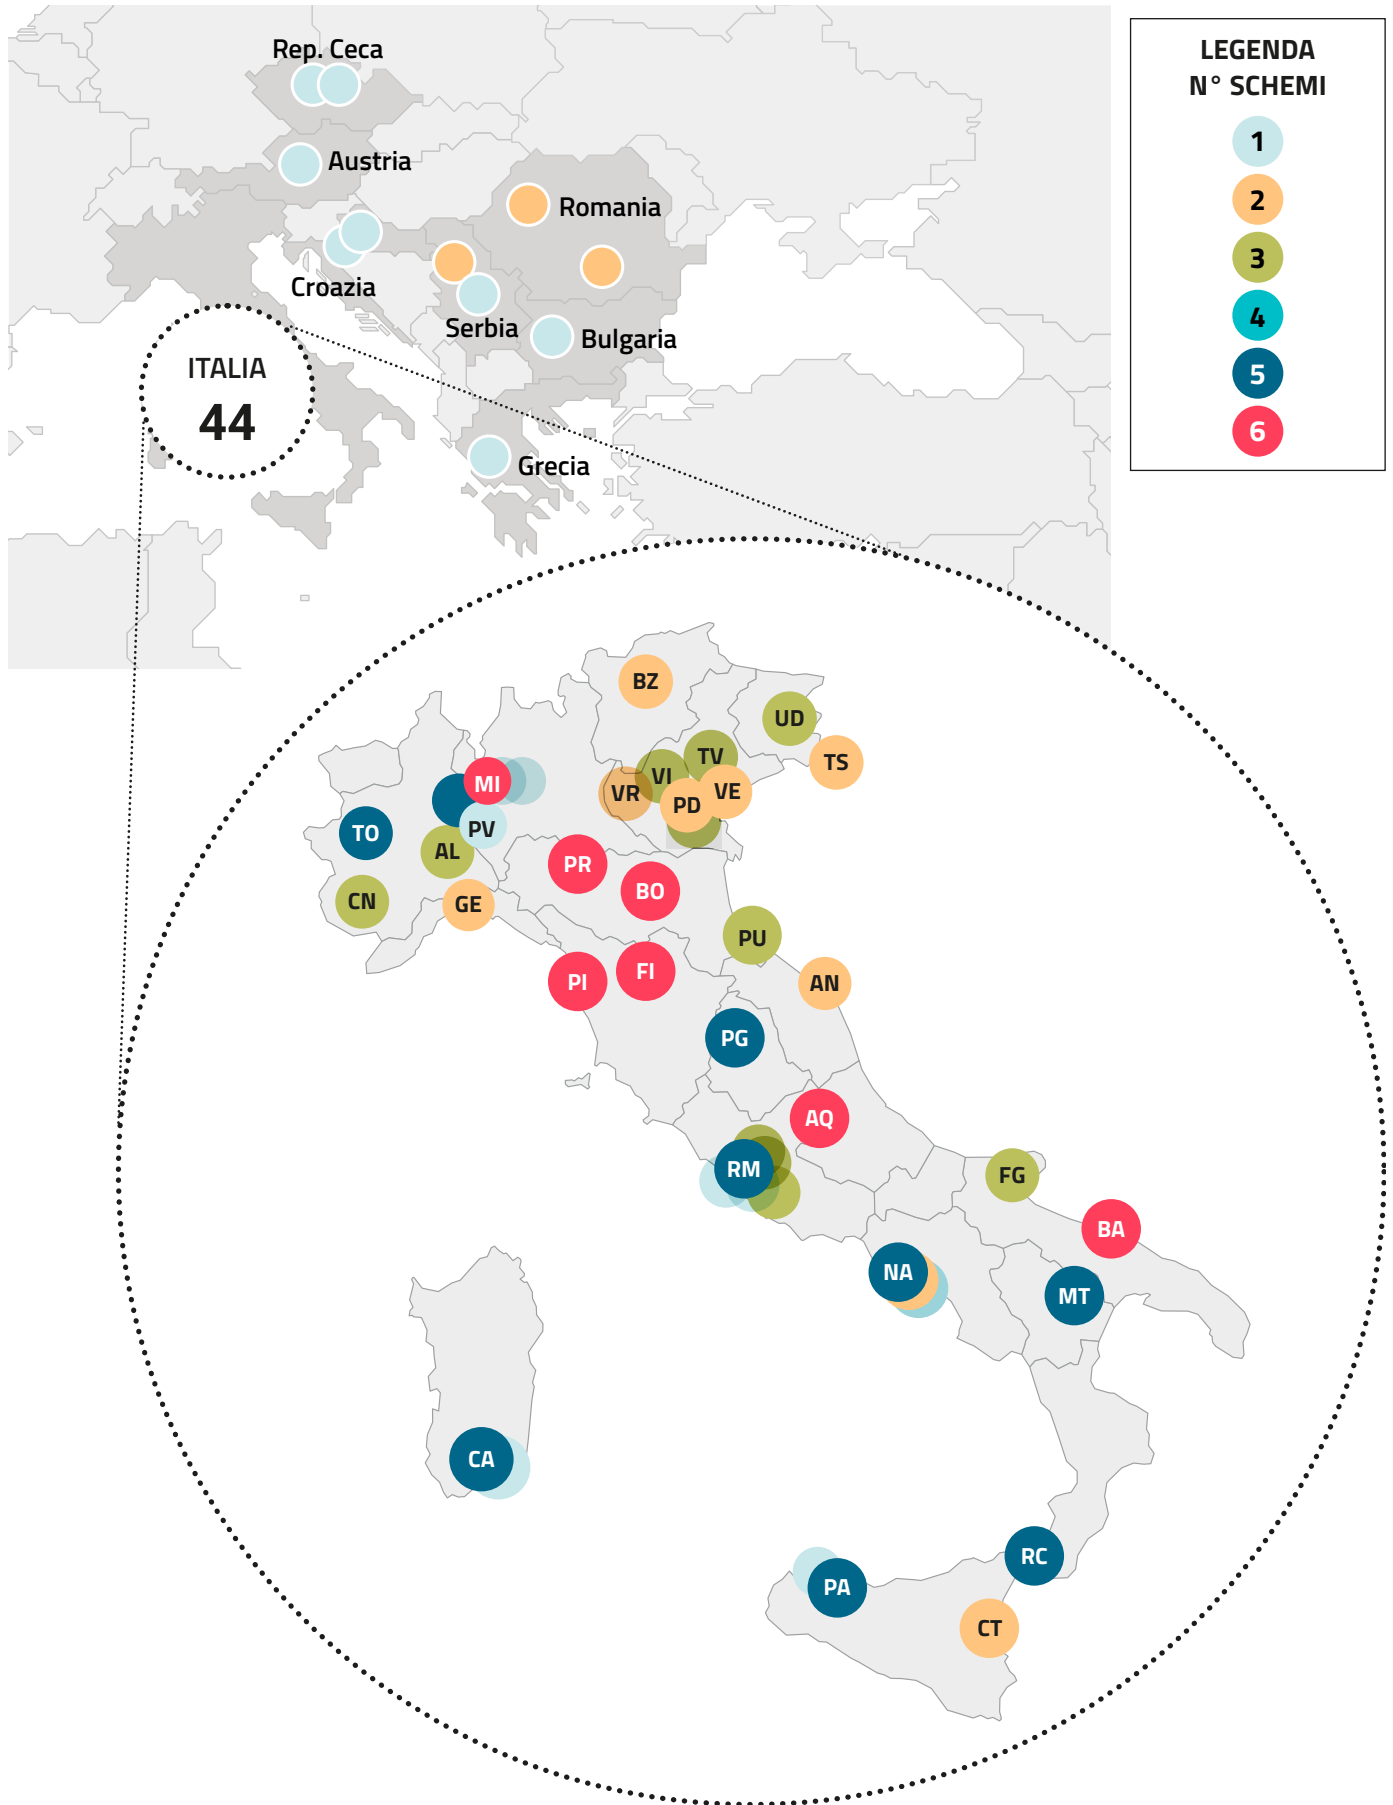 Rep. Ceca
Austria
Romania
Croazia
Serbia
Bulgaria
Grecia
ITALIA
44
LEGENDA
N° SCHEMI
1
2
3
4
5
6
BZ
UD
TS
TV
VI
VR
VE
PD
MI
PV
TO
AL
CN
GE
PR
BO
PU
FI
PI
AN
PG
AQ
RM
FG
BA
NA
MT
CA
RC
PA
CT